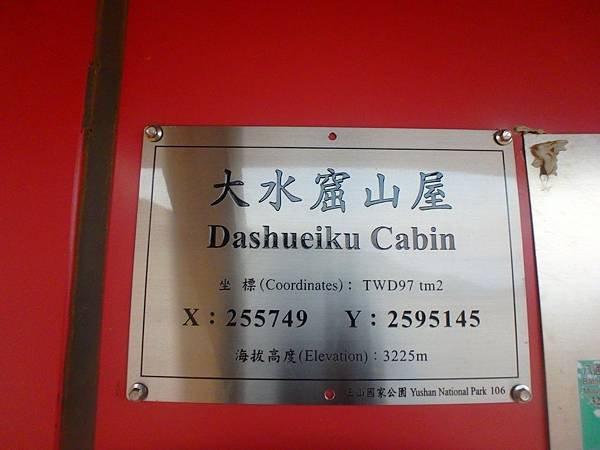 大水窟山屋
Dashueiku Cabin
坐 標(Coordinates)：TWD97 tm2
X：255749 Y：2595145
海拔高度(Elevation)：3225m
玉山國家公園 Yushan National Park 106